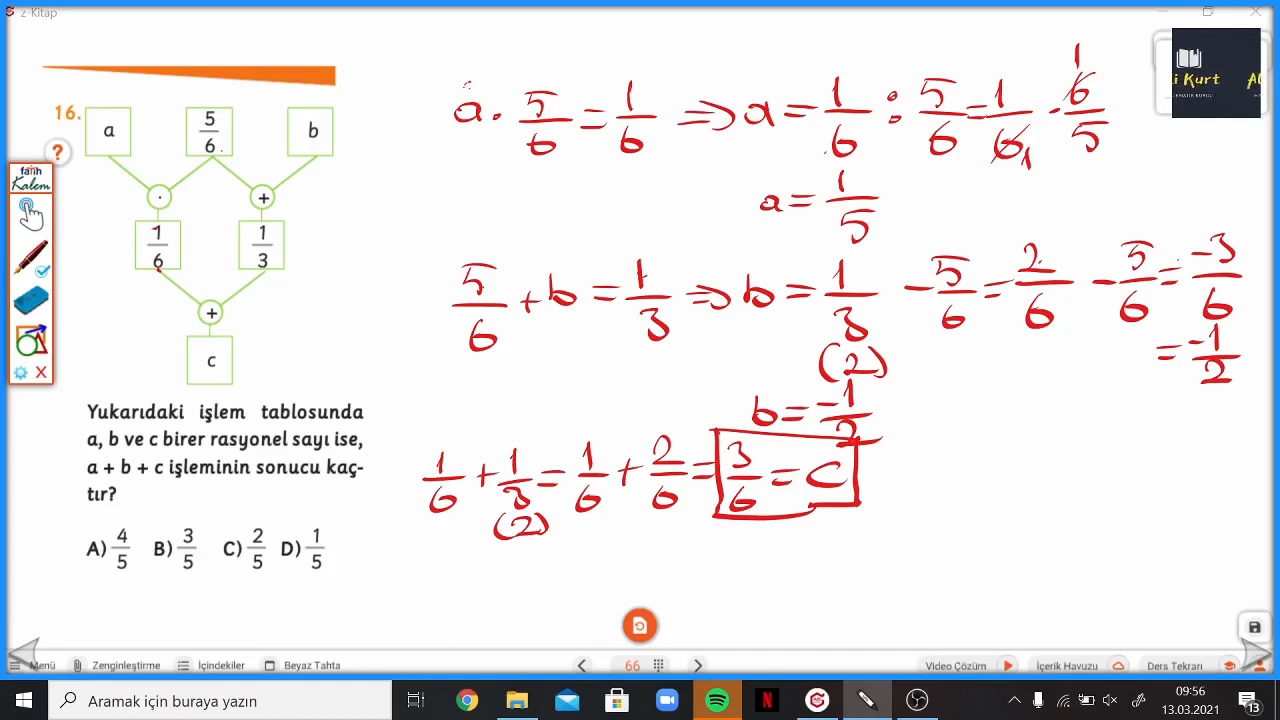 z-Kitap
Ali Kurt
16.
a
5/6
b
·
+
1/6
1/3
+
c
Yukarıdaki işlem tablosunda
a, b ve c birer rasyonel sayı ise,
a + b + c işleminin sonucu kaç-
tır?
A) 4/5 B) 3/5 C) 2/5 D) 1/5
fatih
Kalem
a · 5/6 = 1/6 ⇒ a = 1/6 : 5/6 = 1/6 · 6/5
1
1
a = 1/5
5/6 + b = 1/3 ⇒ b = 1/3 - 5/6 = 2/6 - 5/6 = -3/6
(2)
= -1/2
b = -1/2
1/6 + 1/3 = 1/6 + 2/6 = 3/6 = C
(2)
Menü Zenginleştirme İçindekiler Beyaz Tahta 66 Video Çözüm İçerik Havuzu Ders Tekrarı
Aramak için buraya yazın
09:56
13.03.2021
13